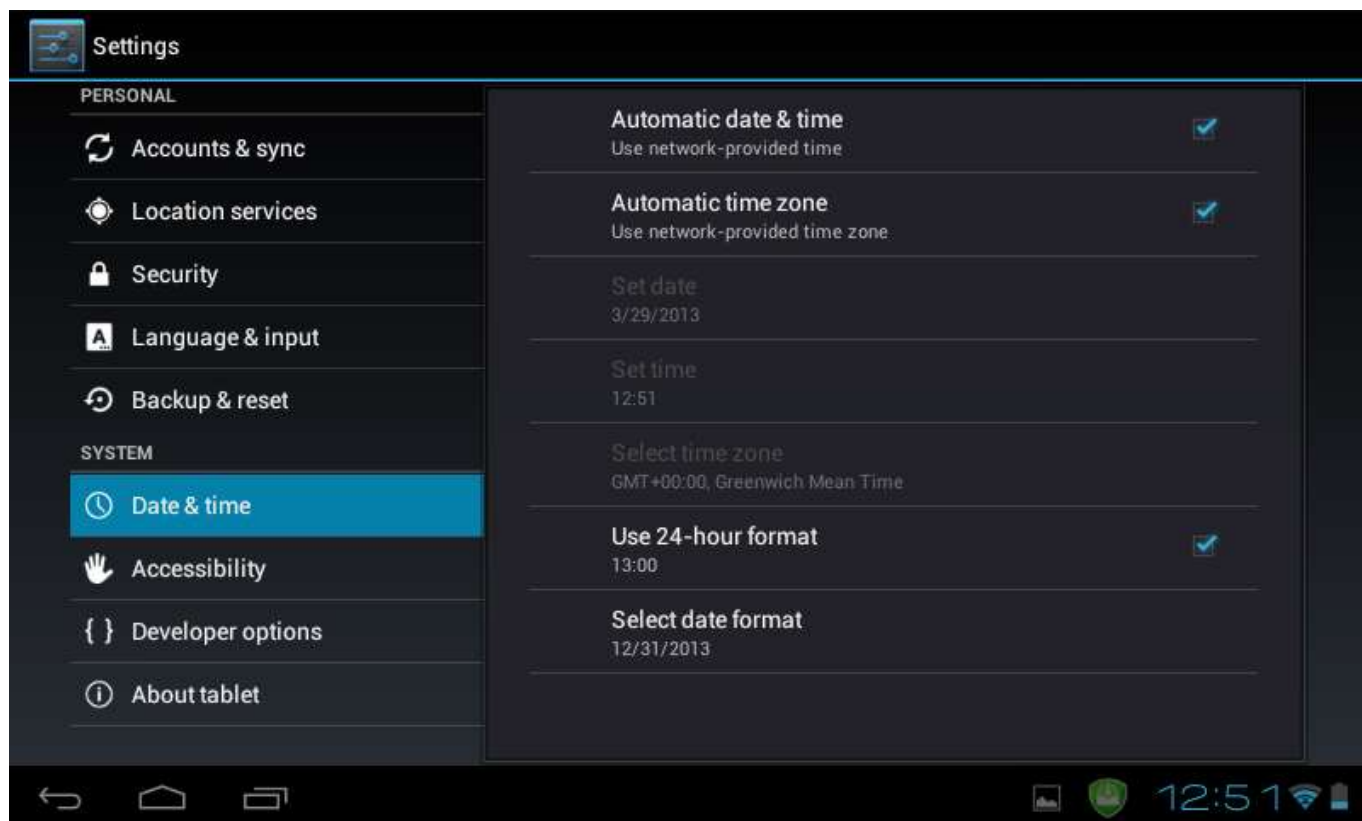 Settings
PERSONAL
Accounts & sync
Location services
Security
Language & input
Backup & reset
SYSTEM
Date & time
Accessibility
{ } Developer options
About tablet
Automatic date & time
Use network-provided time
Automatic time zone
Use network-provided time zone
Set date
3/29/2013
Set time
12:51
Select time zone
GMT+00:00, Greenwich Mean Time
Use 24-hour format
13:00
Select date format
12/31/2013
12:51